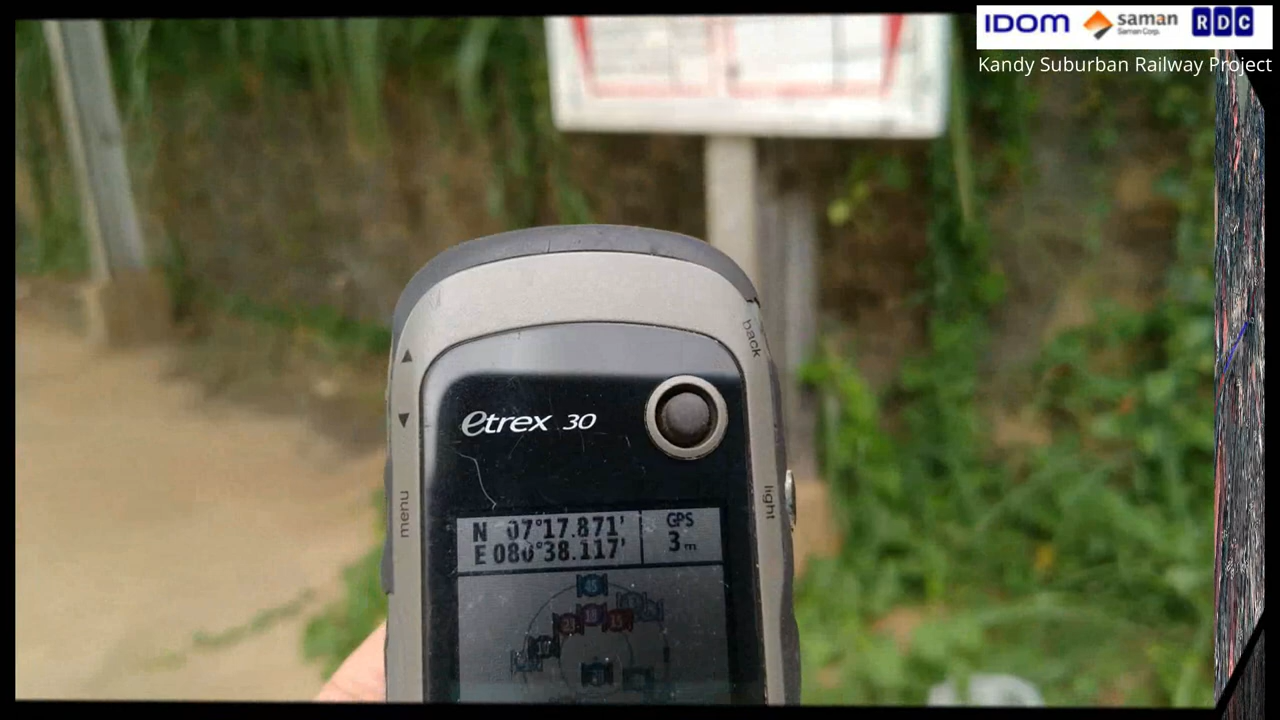 IDOM
saman
Saman Corp.
RDC
Kandy Suburban Railway Project
back
etrex 30
menu
light
N 07°17.871'
E 080°38.117'
GPS
3m
45